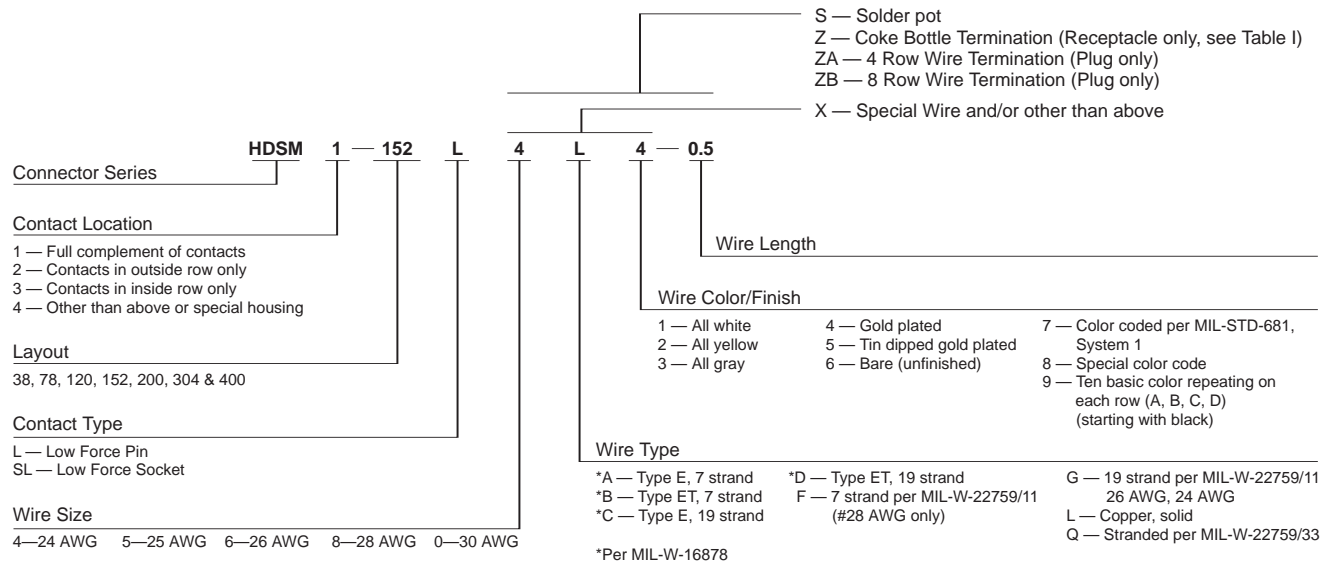 S — Solder pot
Z — Coke Bottle Termination (Receptacle only, see Table I)
ZA — 4 Row Wire Termination (Plug only)
ZB — 8 Row Wire Termination (Plug only)
X — Special Wire and/or other than above
HDSM 1 — 152 L 4 L 4 — 0.5
Connector Series
Contact Location
1 — Full complement of contacts
2 — Contacts in outside row only
3 — Contacts in inside row only
4 — Other than above or special housing
Layout
38, 78, 120, 152, 200, 304 & 400
Contact Type
L — Low Force Pin
SL — Low Force Socket
Wire Size
4—24 AWG 5—25 AWG 6—26 AWG 8—28 AWG 0—30 AWG
Wire Length
Wire Color/Finish
1 — All white
2 — All yellow
3 — All gray
4 — Gold plated
5 — Tin dipped gold plated
6 — Bare (unfinished)
7 — Color coded per MIL-STD-681,
System 1
8 — Special color code
9 — Ten basic color repeating on
each row (A, B, C, D)
(starting with black)
Wire Type
*A — Type E, 7 strand
*B — Type ET, 7 strand
*C — Type E, 19 strand
*D — Type ET, 19 strand
F — 7 strand per MIL-W-22759/11
(#28 AWG only)
G — 19 strand per MIL-W-22759/11
26 AWG, 24 AWG
L — Copper, solid
Q — Stranded per MIL-W-22759/33
*Per MIL-W-16878